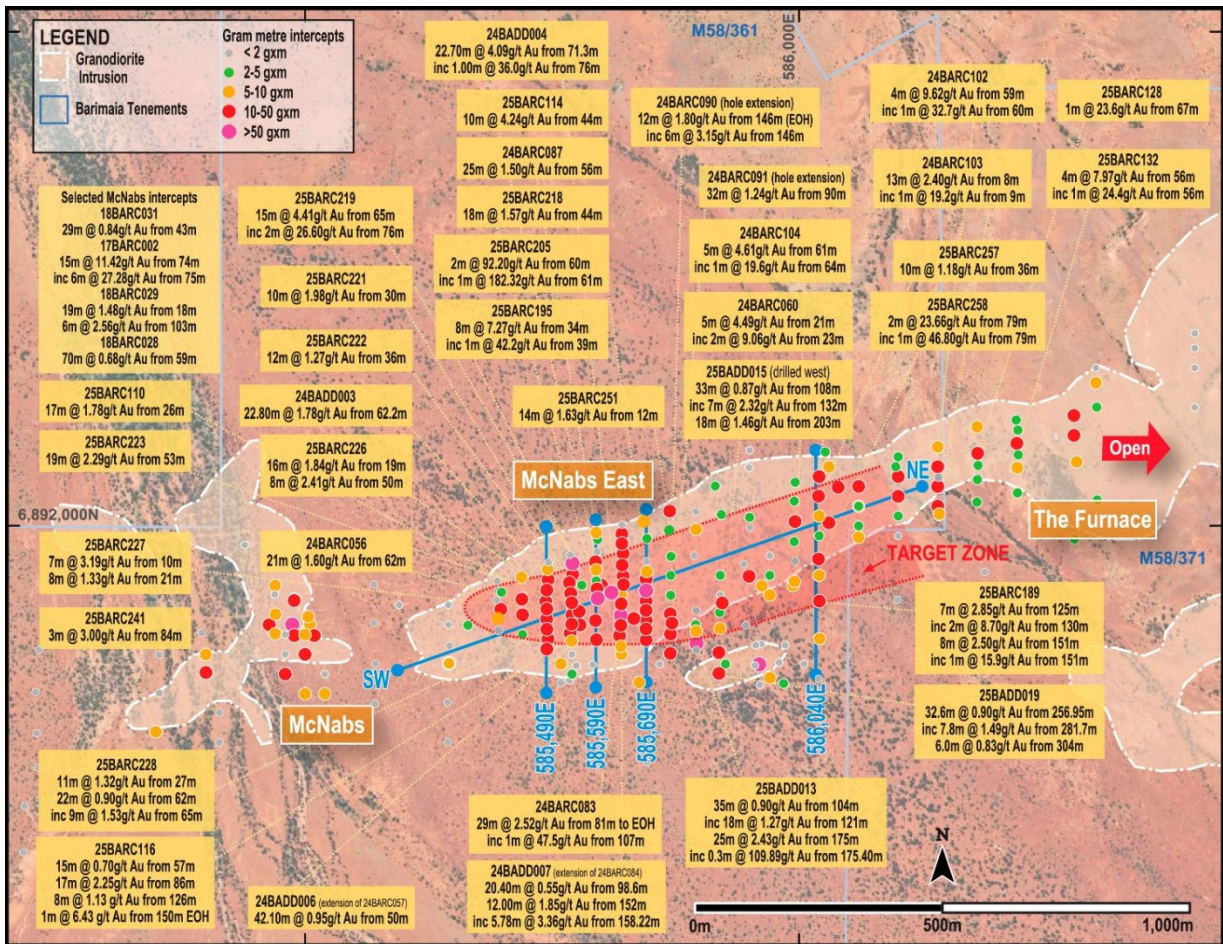 LEGEND
Granodiorite
Intrusion
Barimaia Tenements
Gram metre intercepts
< 2 gxm
2-5 gxm
5-10 gxm
10-50 gxm
>50 gxm
24BADD004
22.70m @ 4.09g/t Au from 71.3m
inc 1.00m @ 36.0g/t Au from 76m
25BARC114
10m @ 4.24g/t Au from 44m
24BARC087
25m @ 1.50g/t Au from 56m
25BARC218
18m @ 1.57g/t Au from 44m
25BARC205
2m @ 92.20g/t Au from 60m
inc 1m @ 182.32g/t Au from 61m
25BARC195
8m @ 7.27g/t Au from 34m
inc 1m @ 42.2g/t Au from 39m
25BARC251
14m @ 1.63g/t Au from 12m
M58/361
586,000E
24BARC090 (hole extension)
12m @ 1.80g/t Au from 146m (EOH)
inc 6m @ 3.15g/t Au from 146m
24BARC091 (hole extension)
32m @ 1.24g/t Au from 90m
24BARC104
5m @ 4.61g/t Au from 61m
inc 1m @ 19.6g/t Au from 64m
24BARC060
5m @ 4.49g/t Au from 21m
inc 2m @ 9.06g/t Au from 23m
25BADD015 (drilled west)
33m @ 0.87g/t Au from 108m
inc 7m @ 2.32g/t Au from 132m
18m @ 1.46g/t Au from 203m
24BARC102
4m @ 9.62g/t Au from 59m
inc 1m @ 32.7g/t Au from 60m
25BARC128
1m @ 23.6g/t Au from 67m
24BARC103
13m @ 2.40g/t Au from 8m
inc 1m @ 19.2g/t Au from 9m
25BARC132
4m @ 7.97g/t Au from 56m
inc 1m @ 24.4g/t Au from 56m
25BARC257
10m @ 1.18g/t Au from 36m
25BARC258
2m @ 23.66g/t Au from 79m
inc 1m @ 46.80g/t Au from 79m
Selected McNabs intercepts
18BARC031
29m @ 0.84g/t Au from 43m
17BARC002
15m @ 11.42g/t Au from 74m
inc 6m @ 27.28g/t Au from 75m
18BARC029
19m @ 1.48g/t Au from 18m
6m @ 2.56g/t Au from 103m
18BARC028
70m @ 0.68g/t Au from 59m
25BARC219
15m @ 4.41g/t Au from 65m
inc 2m @ 26.60g/t Au from 76m
25BARC221
10m @ 1.98g/t Au from 30m
25BARC222
12m @ 1.27g/t Au from 36m
24BADD003
22.80m @ 1.78g/t Au from 62.2m
25BARC226
16m @ 1.84g/t Au from 19m
8m @ 2.41g/t Au from 50m
25BARC110
17m @ 1.78g/t Au from 26m
25BARC223
19m @ 2.29g/t Au from 53m
6,892,000N
25BARC227
7m @ 3.19g/t Au from 10m
8m @ 1.33g/t Au from 21m
24BARC056
21m @ 1.60g/t Au from 62m
25BARC241
3m @ 3.00g/t Au from 84m
McNabs East
NE
Open
The Furnace
TARGET ZONE
M58/371
SW
McNabs
585,490E
585,590E
585,690E
586,040E
25BARC189
7m @ 2.85g/t Au from 125m
inc 2m @ 8.70g/t Au from 130m
8m @ 2.50g/t Au from 151m
inc 1m @ 15.9g/t Au from 151m
25BADD019
32.6m @ 0.90g/t Au from 256.95m
inc 7.8m @ 1.49g/t Au from 281.7m
6.0m @ 0.83g/t Au from 304m
25BARC228
11m @ 1.32g/t Au from 27m
22m @ 0.90g/t Au from 62m
inc 9m @ 1.53g/t Au from 65m
25BARC116
15m @ 0.70g/t Au from 57m
17m @ 2.25g/t Au from 86m
8m @ 1.13 g/t Au from 126m
1m @ 6.43 g/t Au from 150m EOH
24BADD006 (extension of 24BARC057)
42.10m @ 0.95g/t Au from 50m
24BARC083
29m @ 2.52g/t Au from 81m to EOH
inc 1m @ 47.5g/t Au from 107m
24BADD007 (extension of 24BARC084)
20.40m @ 0.55g/t Au from 98.6m
12.00m @ 1.85g/t Au from 152m
inc 5.78m @ 3.36g/t Au from 158.22m
25BADD013
35m @ 0.90g/t Au from 104m
inc 18m @ 1.27g/t Au from 121m
25m @ 2.43g/t Au from 175m
inc 0.3m @ 109.89g/t Au from 175.40m
N
0m
500m
1,000m